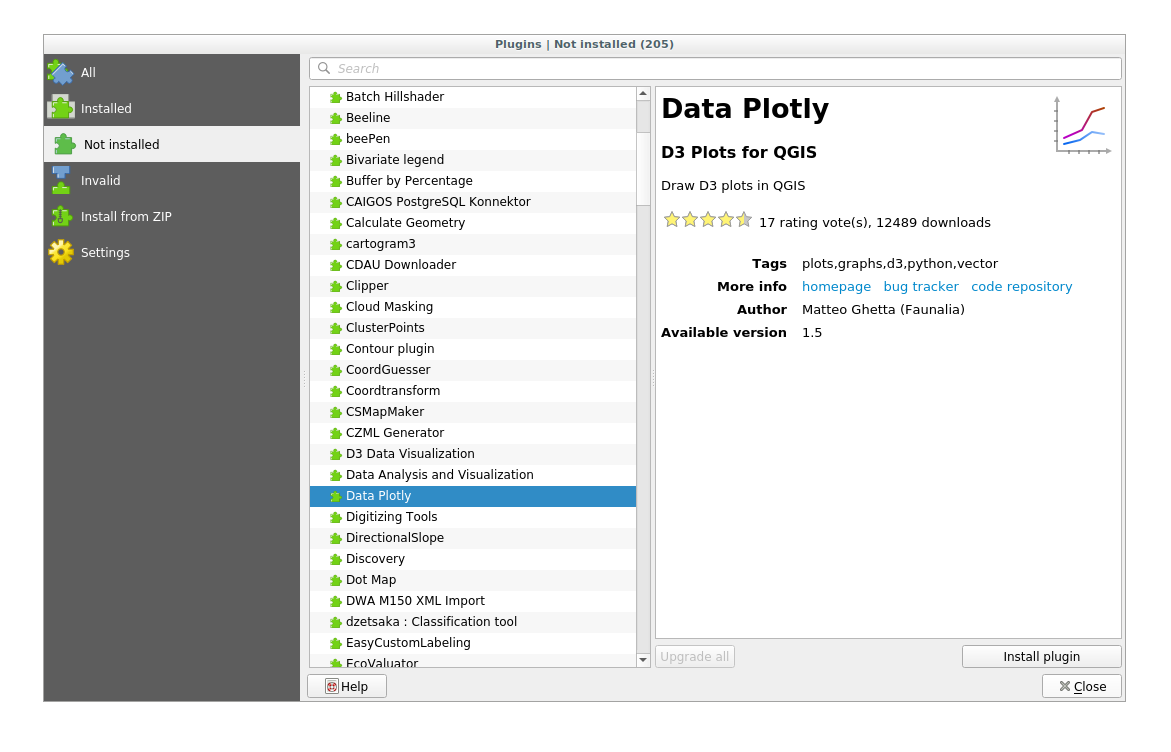 Plugins | Not installed (205)
All
Installed
Not installed
Invalid
Install from ZIP
Settings
Search
Batch Hillshader
Beeline
beePen
Bivariate legend
Buffer by Percentage
CAIGOS PostgreSQL Konnektor
Calculate Geometry
cartogram3
CDAU Downloader
Clipper
Cloud Masking
ClusterPoints
Contour plugin
CoordGuesser
Coordtransform
CSMapMaker
CZML Generator
D3 Data Visualization
Data Analysis and Visualization
Data Plotly
Digitizing Tools
DirectionalSlope
Discovery
Dot Map
DWA M150 XML Import
dzetsaka : Classification tool
EasyCustomLabeling
EcoValuator
Data Plotly
D3 Plots for QGIS
Draw D3 plots in QGIS
17 rating vote(s), 12489 downloads
Tags plots,graphs,d3,python,vector
More info homepage bug tracker code repository
Author Matteo Ghetta (Faunalia)
Available version 1.5
Upgrade all
Install plugin
Help
Close